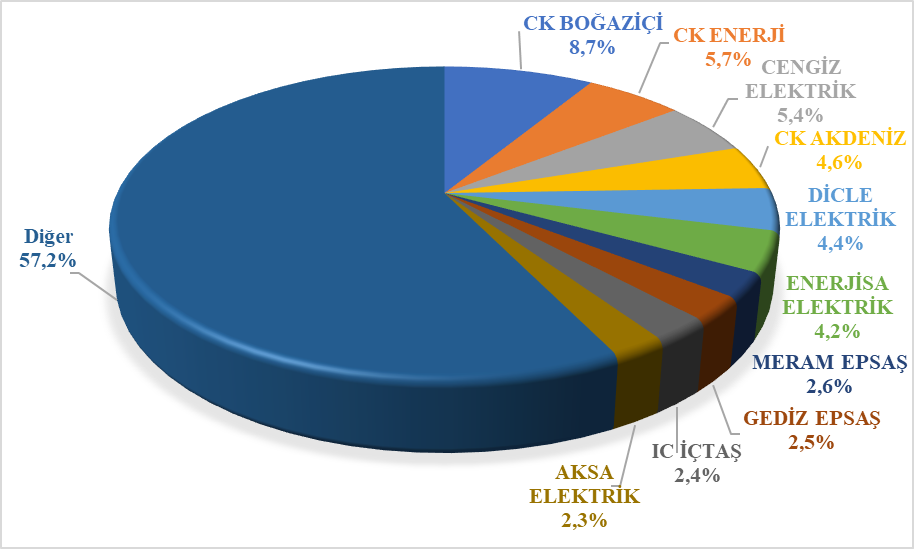 CK BOĞAZİÇİ
8,7%
CK ENERJİ
5,7%
CENGİZ
ELEKTRİK
5,4%
CK AKDENİZ
4,6%
DİCLE
ELEKTRİK
4,4%
ENERJİSA
ELEKTRİK
4,2%
MERAM EPSAŞ
2,6%
GEDİZ EPSAŞ
2,5%
IC İÇTAŞ
2,4%
AKSA
ELEKTRİK
2,3%
Diğer
57,2%